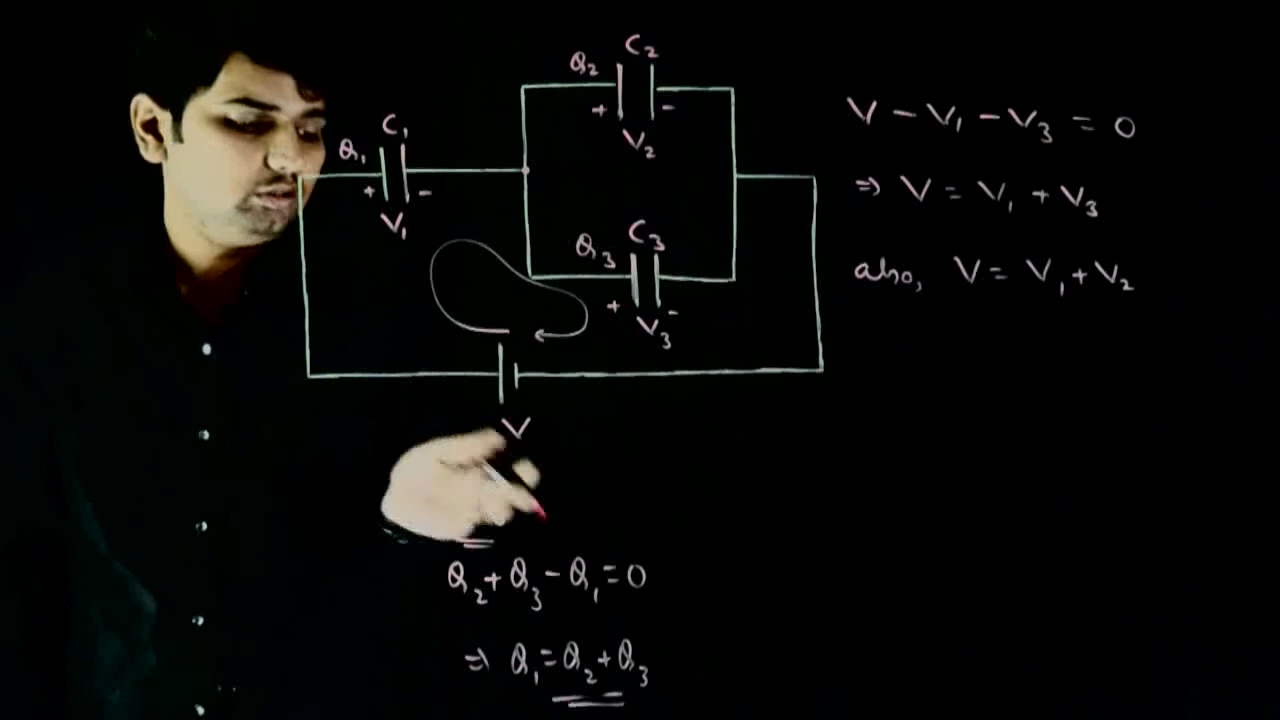 C₂
Q₂
+ -
V₂
C₁
Q₁
+ -
V₁
C₃
Q₃
+ -
V₃
V
V - V₁ - V₃ = 0
⇒ V = V₁ + V₃
also, V = V₁ + V₂
Q₂ + Q₃ - Q₁ = 0
⇒ Q₁ = Q₂ + Q₃